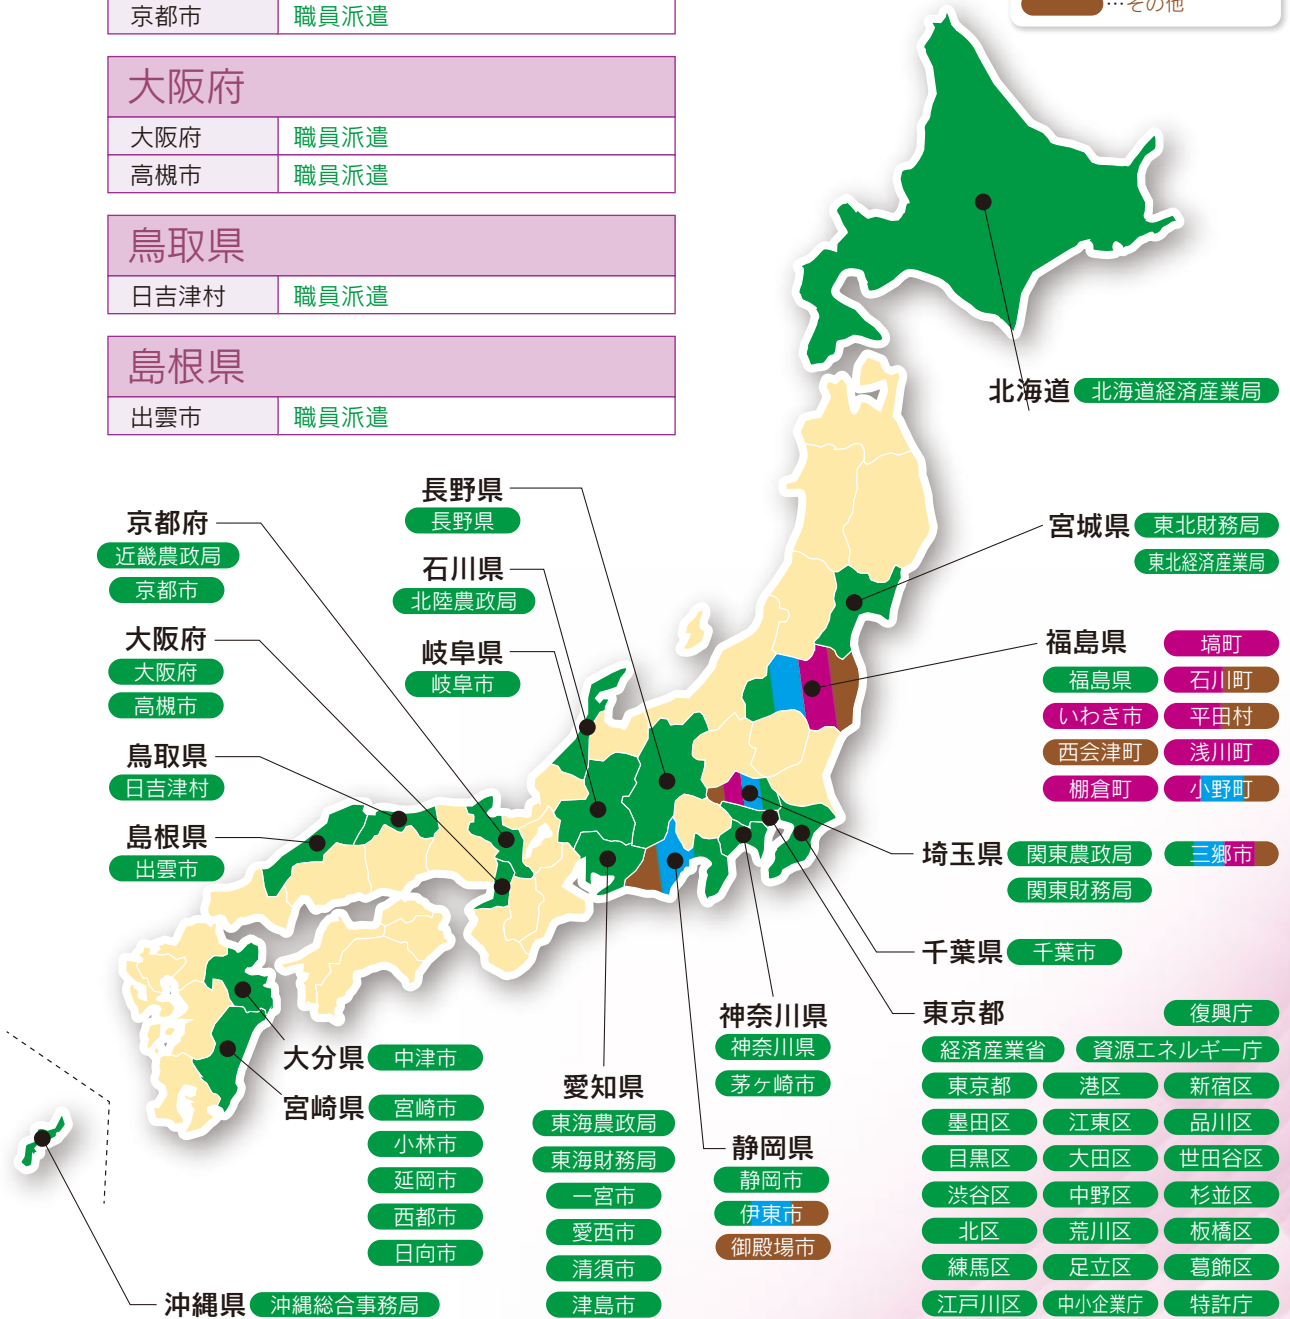 京都市 職員派遣
…その他
大阪府
大阪府 職員派遣
高槻市 職員派遣
鳥取県
日吉津村 職員派遣
島根県
出雲市 職員派遣
北海道 北海道経済産業局
長野県
長野県
京都府
近畿農政局
京都市
石川県
北陸農政局
宮城県 東北財務局
東北経済産業局
大阪府
大阪府
高槻市
岐阜県
岐阜市
福島県 塙町
福島県 石川町
いわき市 平田村
西会津町 浅川町
棚倉町 小野町
鳥取県
日吉津村
島根県
出雲市
埼玉県 関東農政局 三郷市
関東財務局
千葉県 千葉市
神奈川県
神奈川県
茅ヶ崎市
東京都 復興庁
経済産業省 資源エネルギー庁
東京都 港区 新宿区
墨田区 江東区 品川区
目黒区 大田区 世田谷区
渋谷区 中野区 杉並区
北区 荒川区 板橋区
練馬区 足立区 葛飾区
江戸川区 中小企業庁 特許庁
大分県 中津市
宮崎県 宮崎市
小林市
延岡市
西都市
日向市
愛知県
東海農政局
東海財務局
一宮市
愛西市
清須市
津島市
静岡県
静岡市
伊東市
御殿場市
沖縄県 沖縄総合事務局